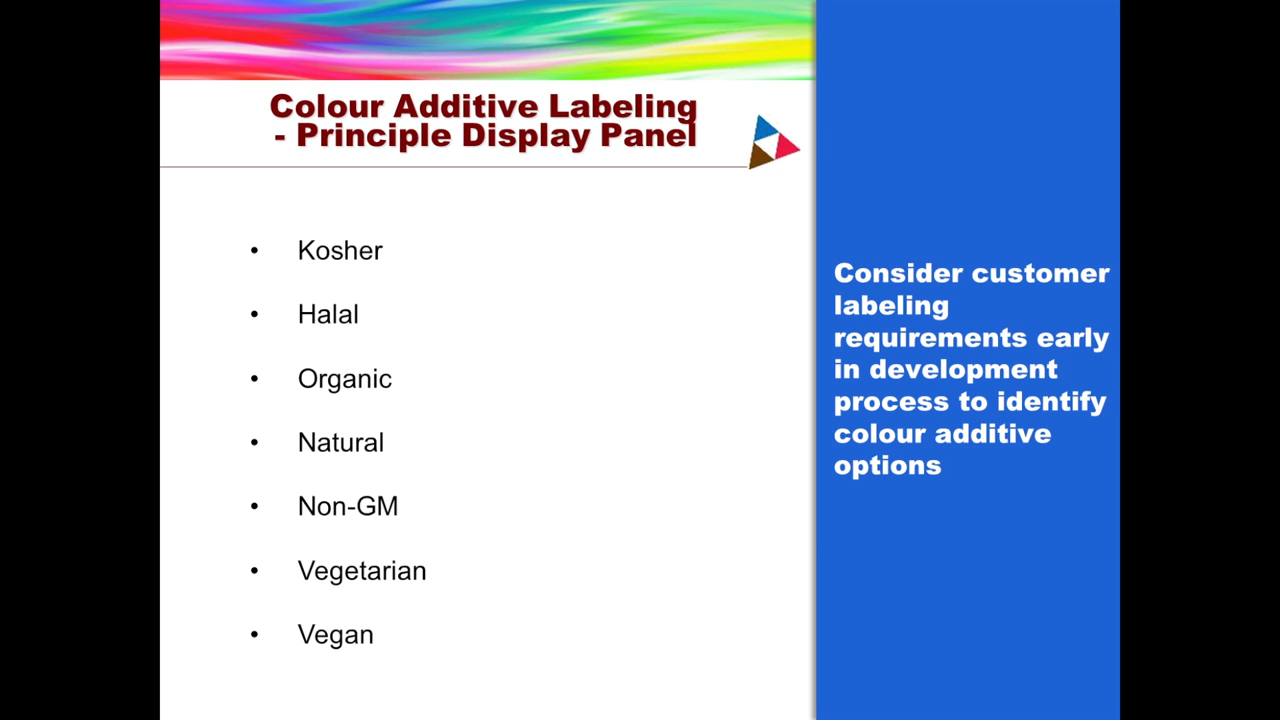 Colour Additive Labeling
- Principle Display Panel
• Kosher
• Halal
• Organic
• Natural
• Non-GM
• Vegetarian
• Vegan
Consider customer
labeling
requirements early
in development
process to identify
colour additive
options